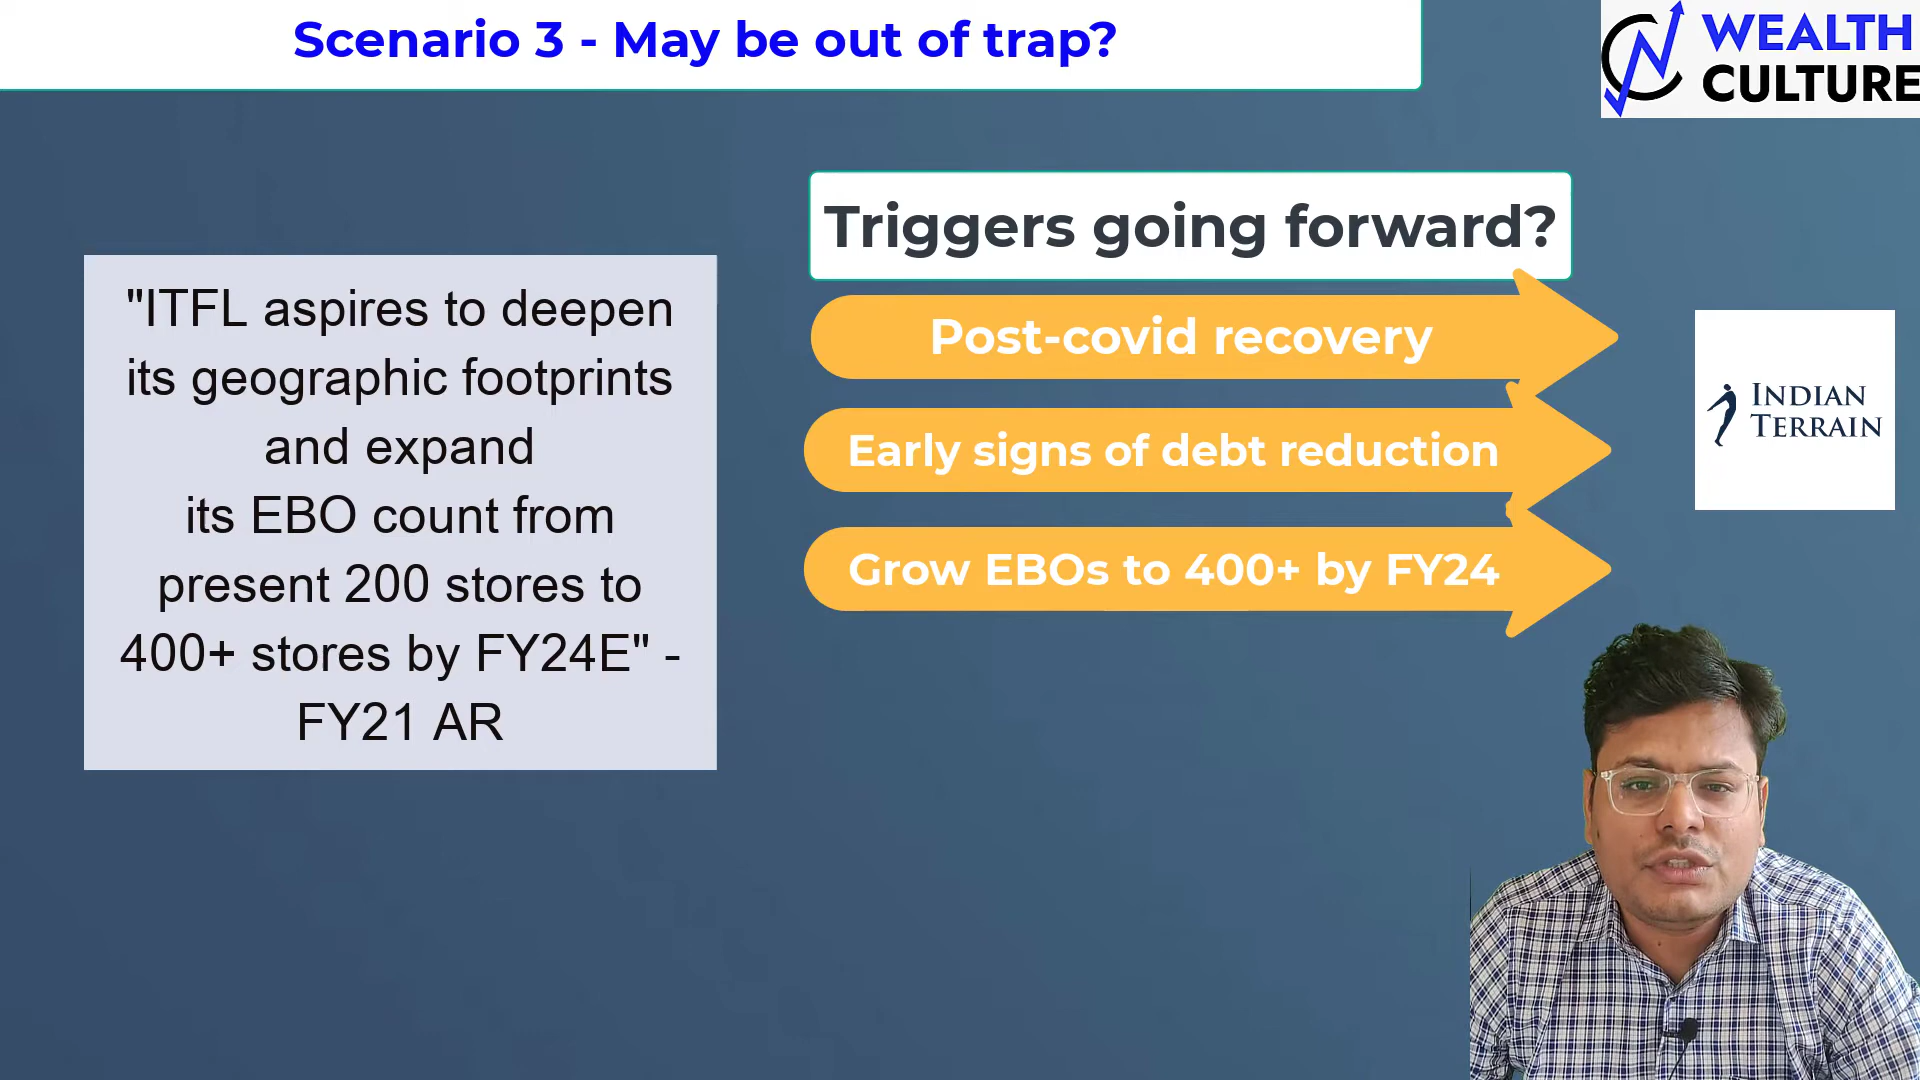 Scenario 3 - May be out of trap?
WEALTH
CULTURE
"ITFL aspires to deepen
its geographic footprints
and expand
its EBO count from
present 200 stores to
400+ stores by FY24E" -
FY21 AR
Triggers going forward?
Post-covid recovery
Early signs of debt reduction
Grow EBOs to 400+ by FY24
INDIAN
TERRAIN